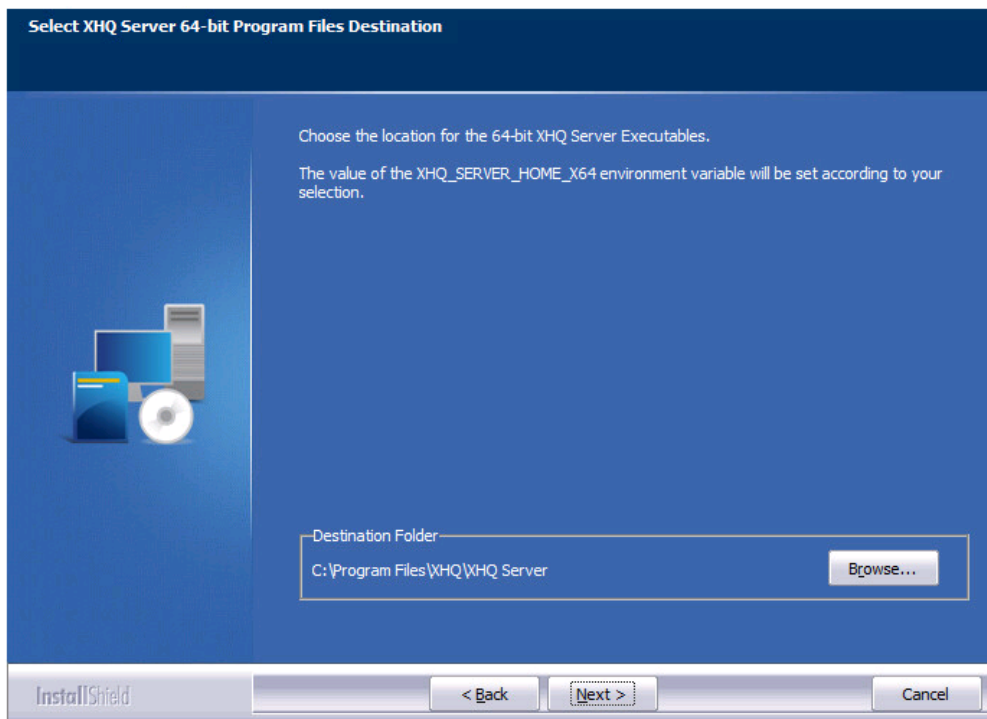 Select XHQ Server 64-bit Program Files Destination
Choose the location for the 64-bit XHQ Server Executables.
The value of the XHQ_SERVER_HOME_X64 environment variable will be set according to your
selection.
Destination Folder
C:\Program Files\XHQ\XHQ Server
Browse...
InstallShield
< Back
Next >
Cancel